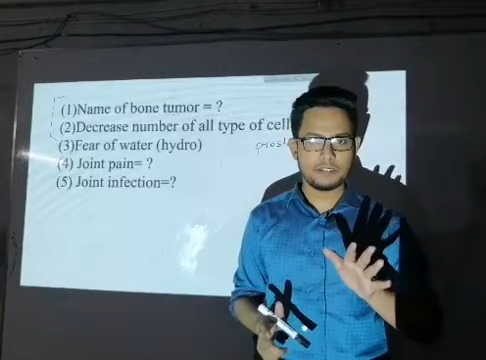 (1)Name of bone tumor = ?
(2)Decrease number of all type of cell
(3)Fear of water (hydro)
(4) Joint pain= ?
(5) Joint infection=?